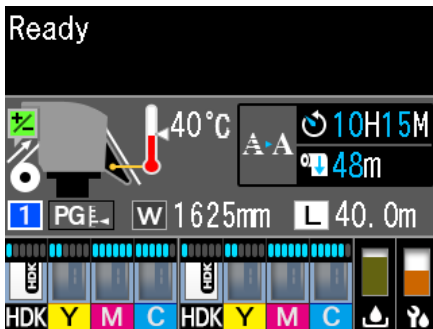 Ready
40°C
A A
10H15M
48m
1 PG W 1625mm L 40.0m
HDK HDK
HDK Y M C HDK Y M C